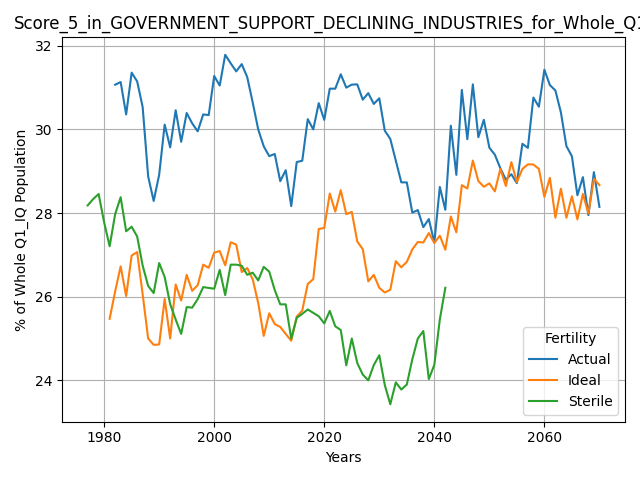 Score_5_in_GOVERNMENT_SUPPORT_DECLINING_INDUSTRIES_for_Whole_Q1
32
30
28
26
24
% of Whole Q1_IQ Population
1980
2000
2020
2040
2060
Years
Fertility
Actual
Ideal
Sterile